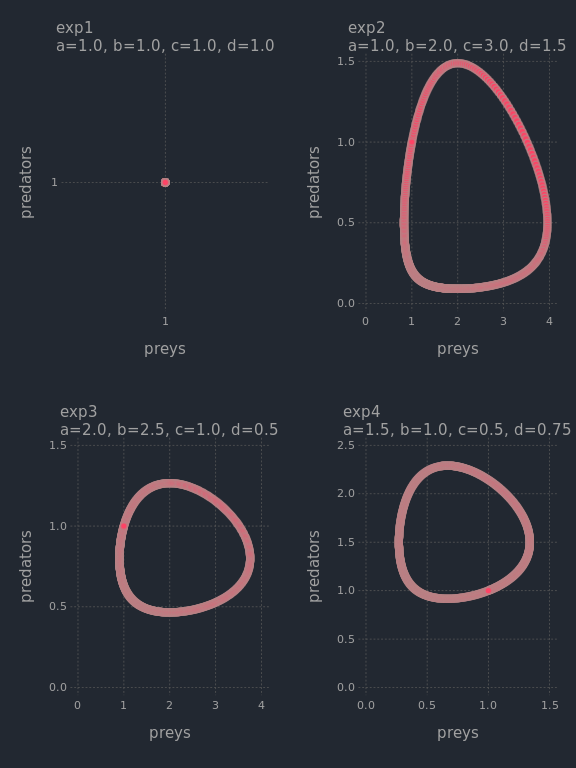 exp1
a=1.0, b=1.0, c=1.0, d=1.0
predators
1
1
preys
exp2
a=1.0, b=2.0, c=3.0, d=1.5
1.5
1.0
predators
0.5
0.0
0 1 2 3 4
preys
exp3
a=2.0, b=2.5, c=1.0, d=0.5
1.5
1.0
predators
0.5
0.0
0 1 2 3 4
preys
exp4
a=1.5, b=1.0, c=0.5, d=0.75
2.5
2.0
1.5
predators
1.0
0.5
0.0
0.0 0.5 1.0 1.5
preys